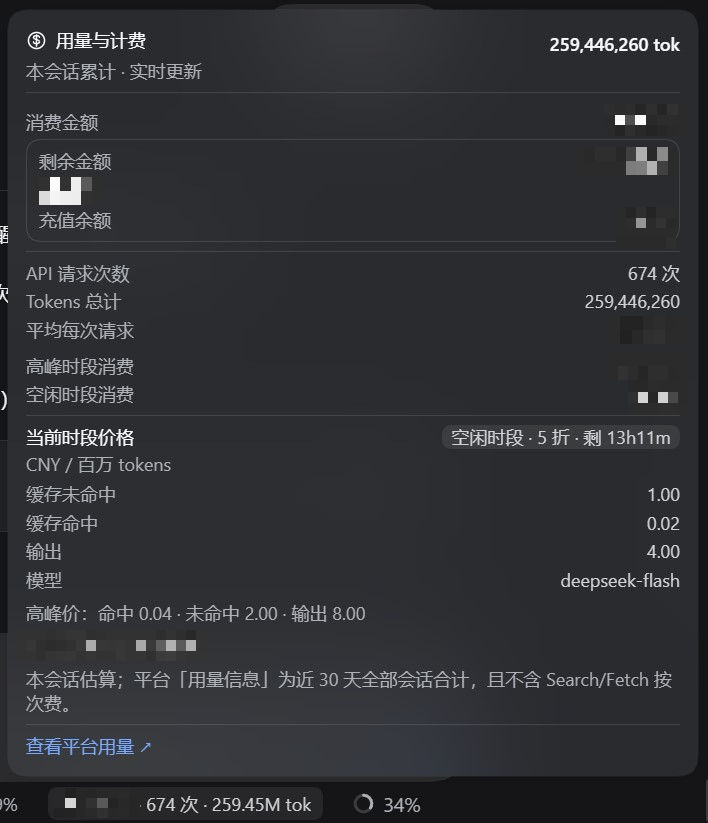 用量与计费
259,446,260 tok
本会话累计 · 实时更新
消费金额
剩余金额
充值余额
API 请求次数 674 次
Tokens 总计 259,446,260
平均每次请求
高峰时段消费
空闲时段消费
当前时段价格 空闲时段 · 5 折 · 剩 13h11m
CNY / 百万 tokens
缓存未命中 1.00
缓存命中 0.02
输出 4.00
模型 deepseek-flash
高峰价：命中 0.04 · 未命中 2.00 · 输出 8.00
本会话估算；平台「用量信息」为近 30 天全部会话合计，且不含 Search/Fetch 按
次费。
查看平台用量 ↗
· 674 次 · 259.45M tok 34%